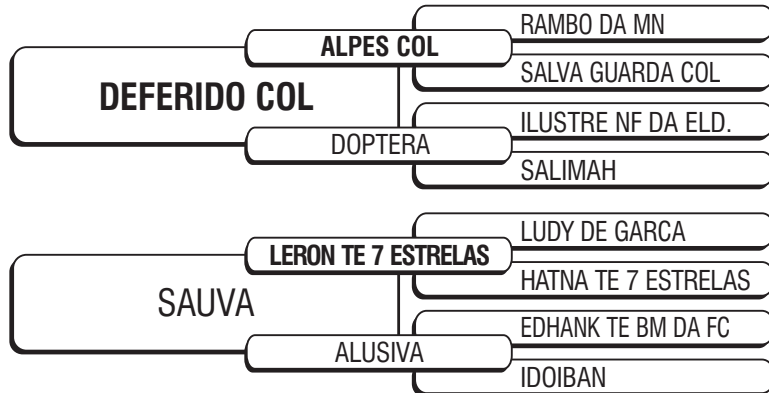 RAMBO DA MN
ALPES COL
SALVA GUARDA COL
DEFERIDO COL
ILUSTRE NF DA ELD.
DOPTERA
SALIMAH
LUDY DE GARCA
LERON TE 7 ESTRELAS
HATNA TE 7 ESTRELAS
SAUVA
EDHANK TE BM DA FC
ALUSIVA
IDOIBAN